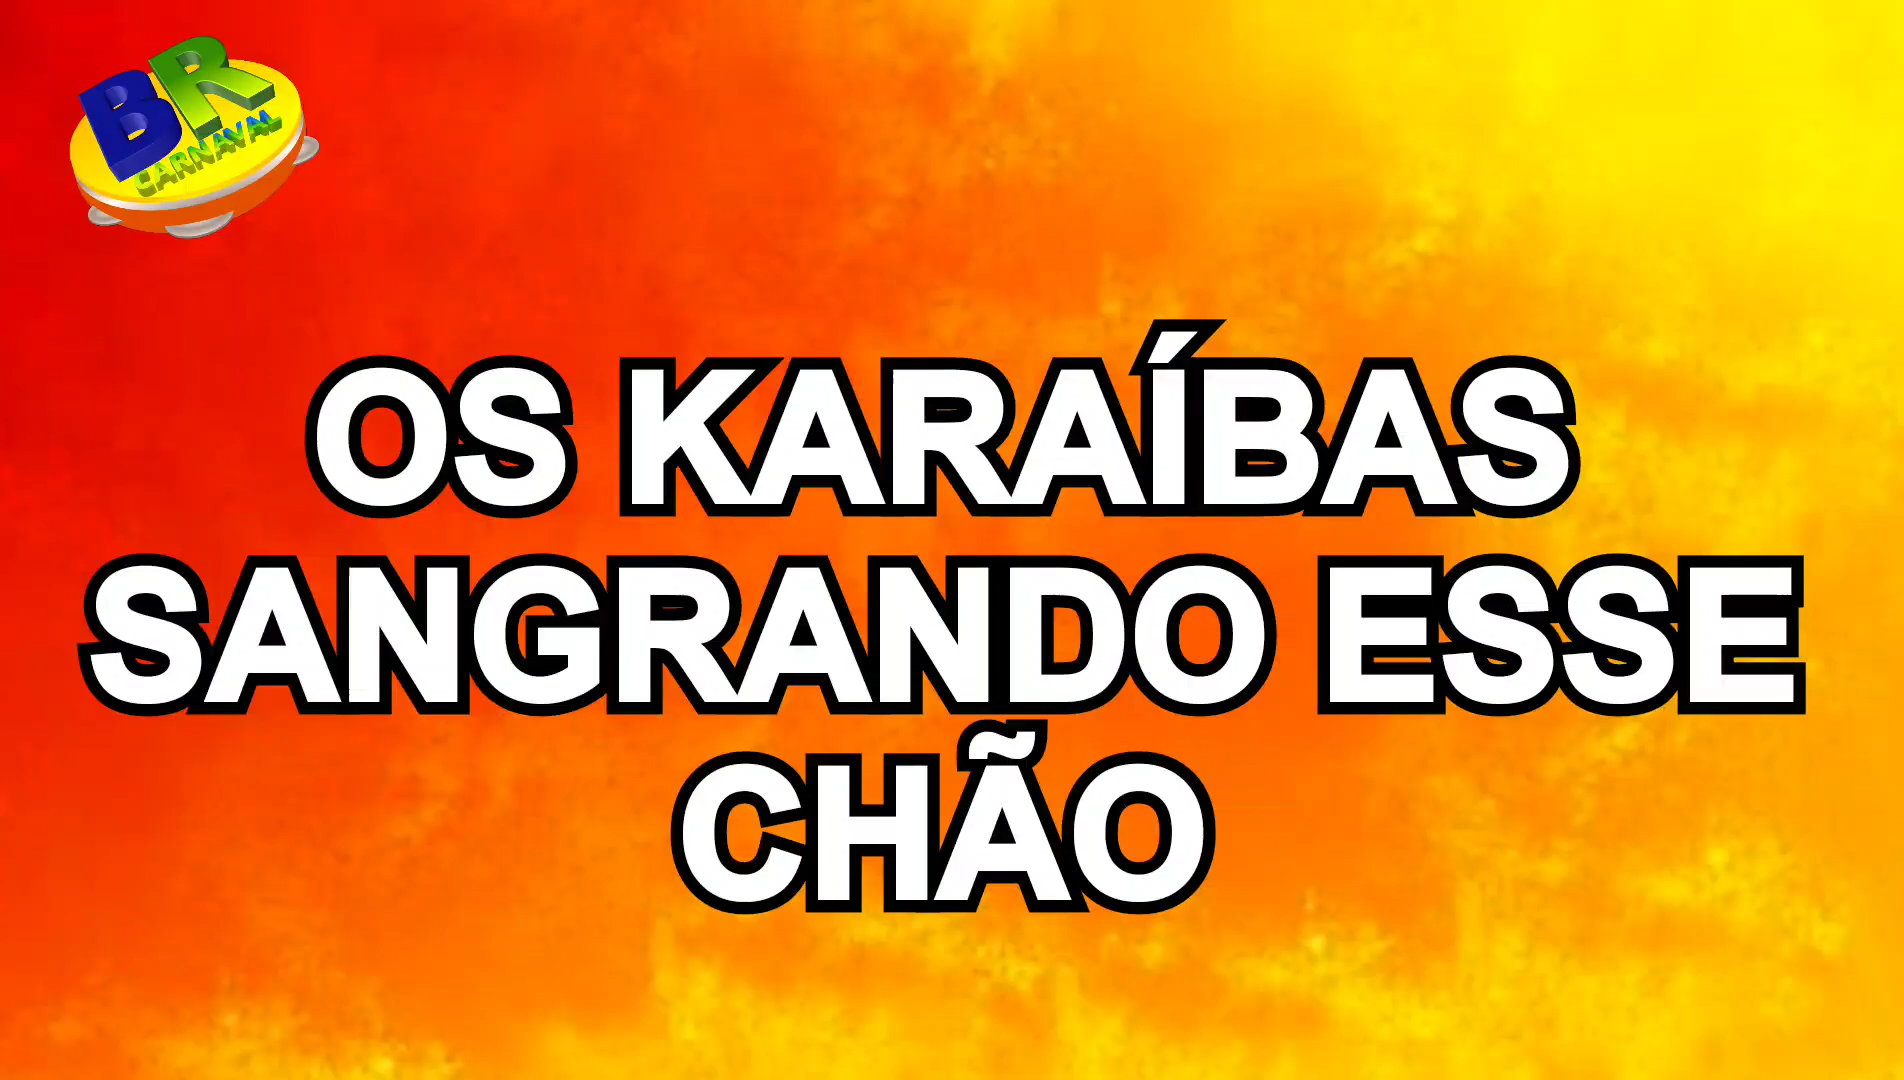 BR
CARNAVAL
OS KARAÍBAS
SANGRANDO ESSE
CHÃO